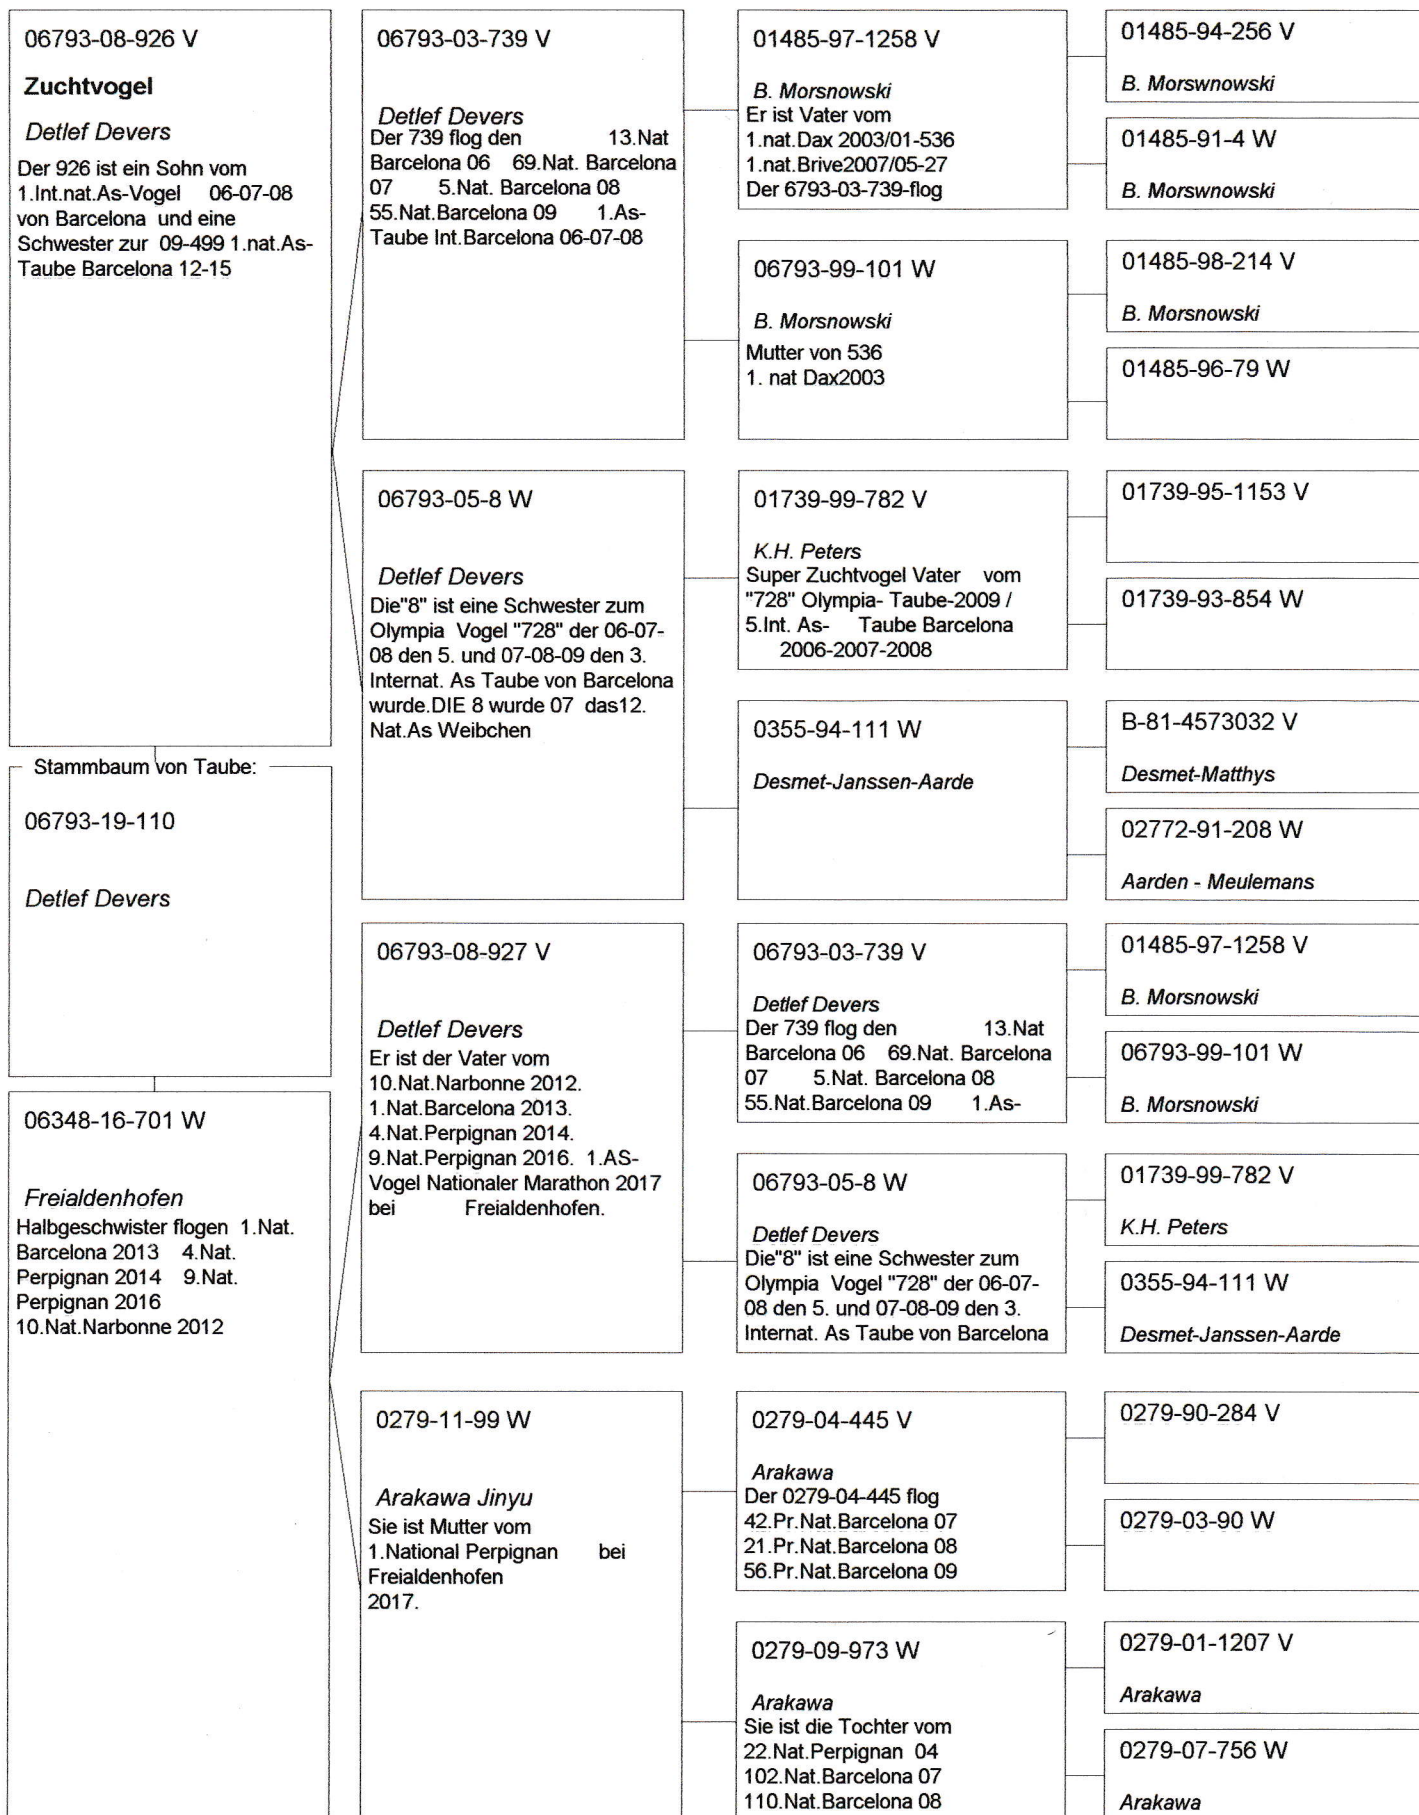 06793-08-926 V
Zuchtvogel
Detlef Devers
Der 926 ist ein Sohn vom
1.Int.nat.As-Vogel 06-07-08
von Barcelona und eine
Schwester zur 09-499 1.nat.As-
Taube Barcelona 12-15
Stammbaum von Taube:
06793-19-110
Detlef Devers
06348-16-701 W
Freialdenhofen
Halbgeschwister flogen 1.Nat.
Barcelona 2013 4.Nat.
Perpignan 2014 9.Nat.
Perpignan 2016
10.Nat.Narbonne 2012
06793-03-739 V
Detlef Devers
Der 739 flog den 13.Nat
Barcelona 06 69.Nat. Barcelona
07 5.Nat. Barcelona 08
55.Nat.Barcelona 09 1.As-
Taube Int.Barcelona 06-07-08
06793-05-8 W
Detlef Devers
Die"8" ist eine Schwester zum
Olympia Vogel "728" der 06-07-
08 den 5. und 07-08-09 den 3.
Internat. As Taube von Barcelona
wurde.DIE 8 wurde 07 das12.
Nat.As Weibchen
06793-08-927 V
Detlef Devers
Er ist der Vater vom
10.Nat.Narbonne 2012.
1.Nat.Barcelona 2013.
4.Nat.Perpignan 2014.
9.Nat.Perpignan 2016. 1.AS-
Vogel Nationaler Marathon 2017
bei Freialdenhofen.
0279-11-99 W
Arakawa Jinyu
Sie ist Mutter vom
1.National Perpignan bei
Freialdenhofen
2017.
01485-97-1258 V
B. Morsnowski
Er ist Vater vom
1.nat.Dax 2003/01-536
1.nat.Brive2007/05-27
Der 6793-03-739-flog
06793-99-101 W
B. Morsnowski
Mutter von 536
1. nat Dax2003
01739-99-782 V
K.H. Peters
Super Zuchtvogel Vater vom
"728" Olympia- Taube-2009 /
5.Int. As- Taube Barcelona
2006-2007-2008
0355-94-111 W
Desmet-Janssen-Aarde
06793-03-739 V
Detlef Devers
Der 739 flog den 13.Nat
Barcelona 06 69.Nat. Barcelona
07 5.Nat. Barcelona 08
55.Nat.Barcelona 09 1.As-
06793-05-8 W
Detlef Devers
Die"8" ist eine Schwester zum
Olympia Vogel "728" der 06-07-
08 den 5. und 07-08-09 den 3.
Internat. As Taube von Barcelona
0279-04-445 V
Arakawa
Der 0279-04-445 flog
42.Pr.Nat.Barcelona 07
21.Pr.Nat.Barcelona 08
56.Pr.Nat.Barcelona 09
0279-09-973 W
Arakawa
Sie ist die Tochter vom
22.Nat.Perpignan 04
102.Nat.Barcelona 07
110.Nat.Barcelona 08
01485-94-256 V
B. Morswnowski
01485-91-4 W
B. Morswnowski
01485-98-214 V
B. Morsnowski
01485-96-79 W
01739-95-1153 V
01739-93-854 W
B-81-4573032 V
Desmet-Matthys
02772-91-208 W
Aarden - Meulemans
01485-97-1258 V
B. Morsnowski
06793-99-101 W
B. Morsnowski
01739-99-782 V
K.H. Peters
0355-94-111 W
Desmet-Janssen-Aarde
0279-90-284 V
0279-03-90 W
0279-01-1207 V
Arakawa
0279-07-756 W
Arakawa